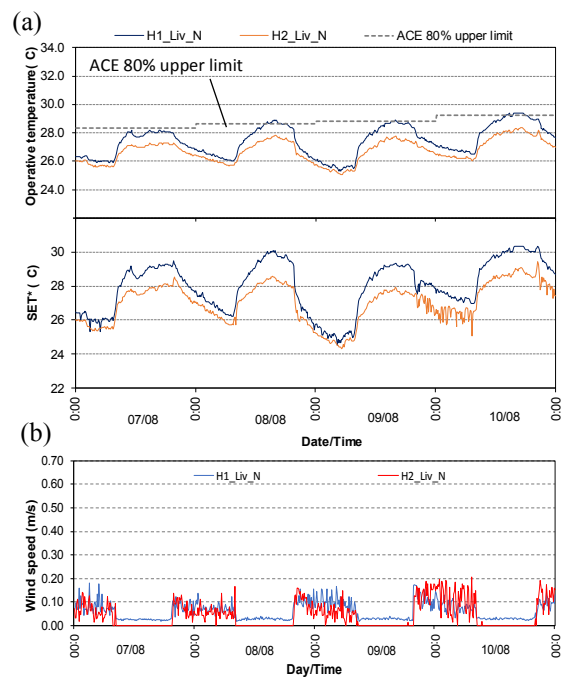 (a)
H1_Liv_N H2_Liv_N ACE 80% upper limit
34.0
32.0
30.0
28.0
26.0
24.0
Operative temperature( C)
ACE 80% upper limit
30
28
26
24
22
SET* ( C)
0:00 07/08 0:00 08/08 0:00 09/08 0:00 10/08 0:00
Date/Time
(b)
H1_Liv_N H2_Liv_N
0.70
0.60
0.50
0.40
0.30
0.20
0.10
0.00
Wind speed (m/s)
0:00 07/08 0:00 08/08 0:00 09/08 0:00 10/08 0:00
Day/Time